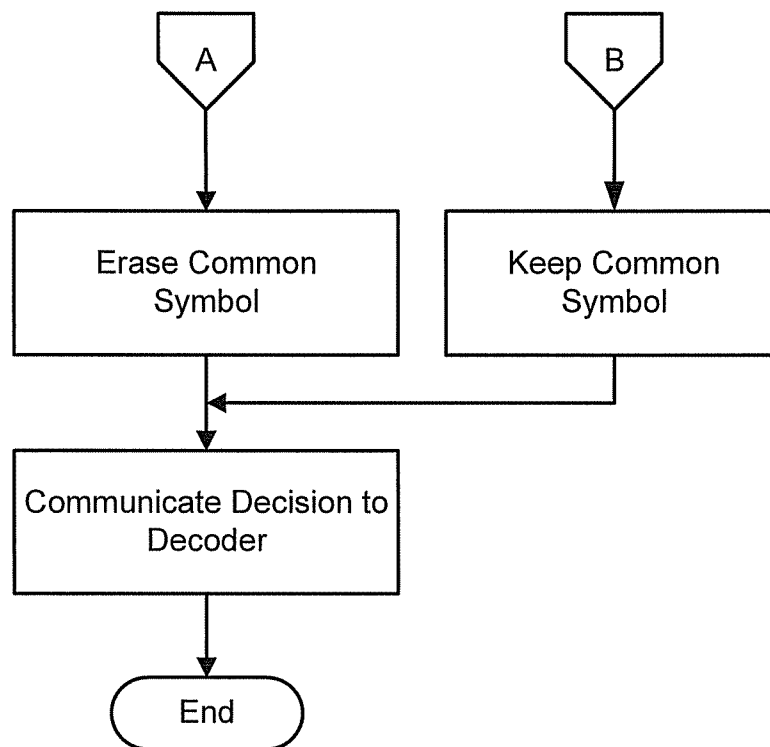 A
B
Erase Common
Symbol
Keep Common
Symbol
Communicate Decision to
Decoder
End